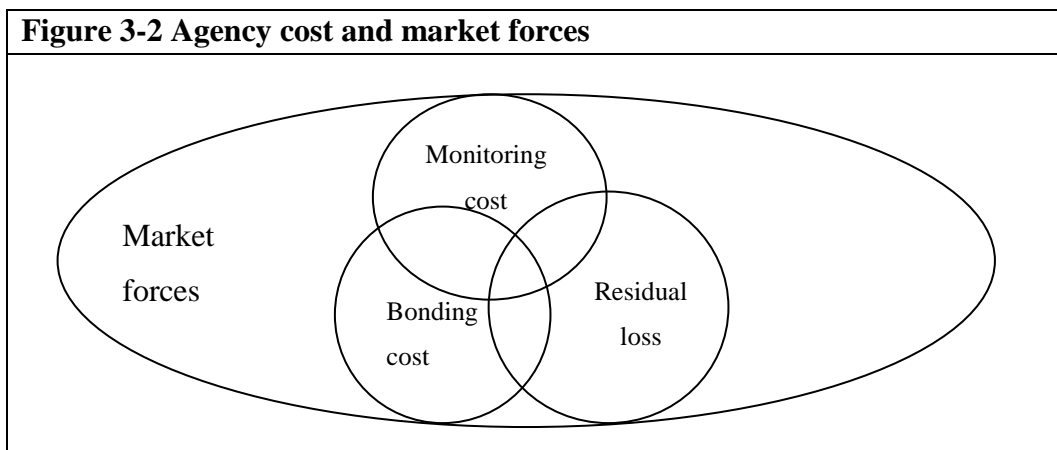 Figure 3-2 Agency cost and market forces
Monitoring
cost
Market
forces
Bonding
cost
Residual
loss